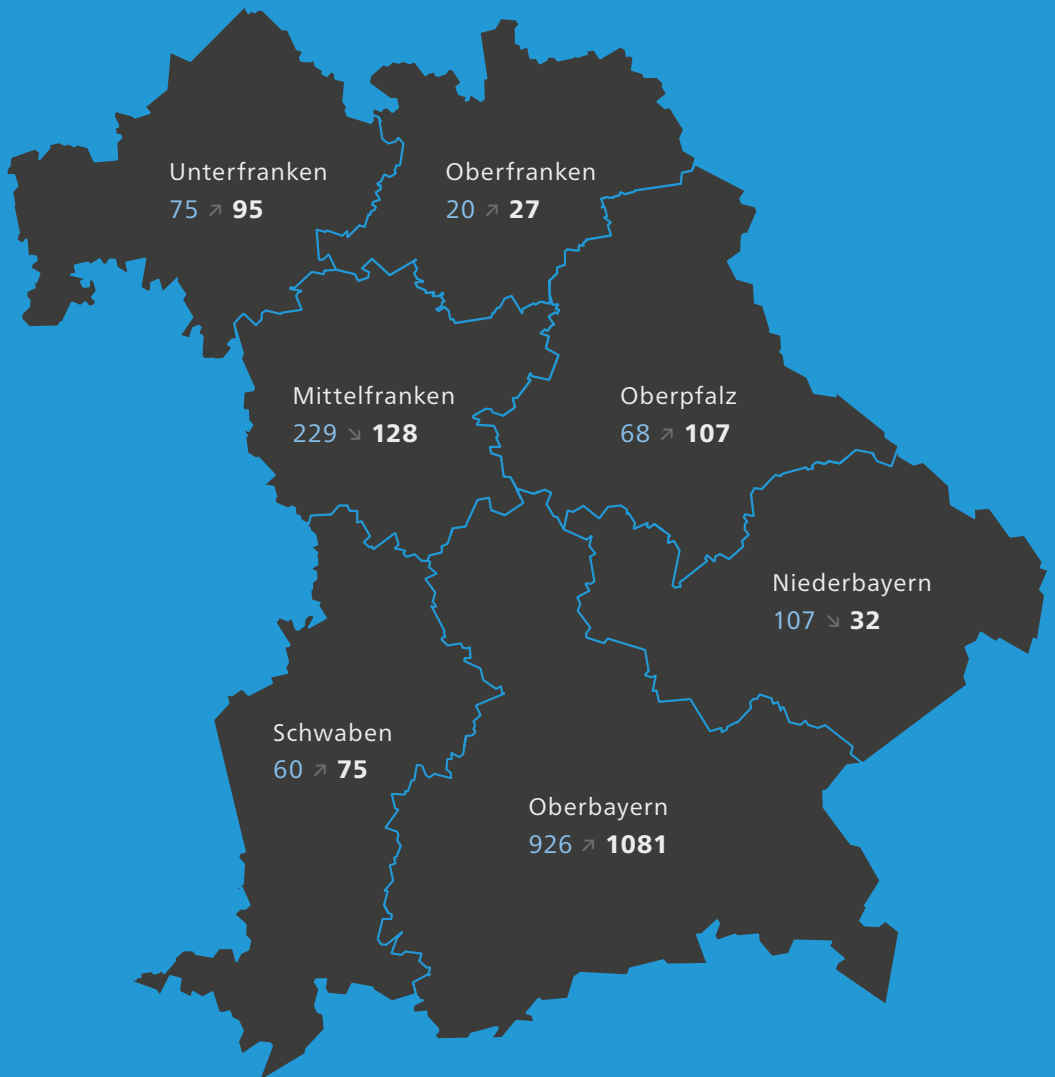 Unterfranken
75 ↗ 95
Oberfranken
20 ↗ 27
Mittelfranken
229 ↘ 128
Oberpfalz
68 ↗ 107
Niederbayern
107 ↘ 32
Schwaben
60 ↗ 75
Oberbayern
926 ↗ 1081